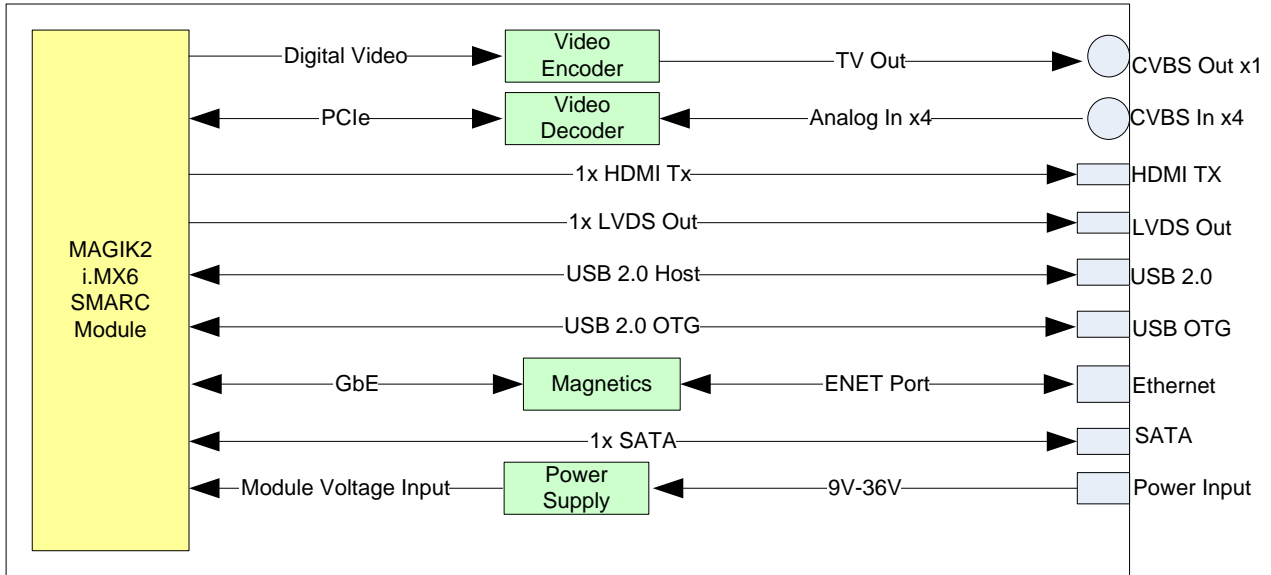 MAGIK2
i.MX6
SMARC
Module
Digital Video
Video
Encoder
TV Out
CVBS Out x1
PCIe
Video
Decoder
Analog In x4
CVBS In x4
1x HDMI Tx
HDMI TX
1x LVDS Out
LVDS Out
USB 2.0 Host
USB 2.0
USB 2.0 OTG
USB OTG
GbE
Magnetics
ENET Port
Ethernet
1x SATA
SATA
Module Voltage Input
Power
Supply
9V-36V
Power Input